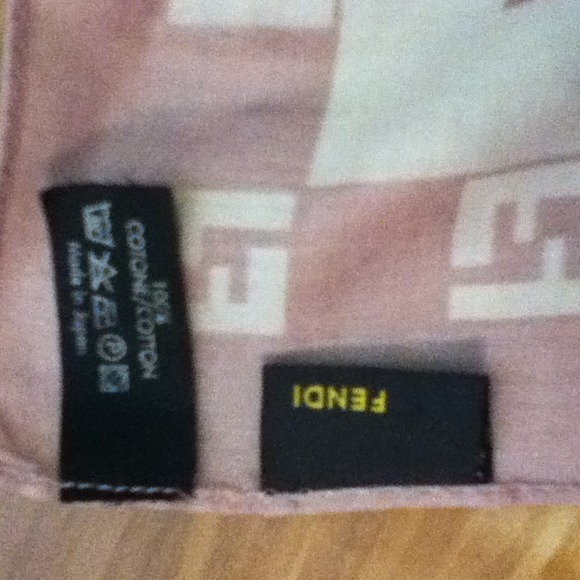 100%
COTONE/COTTON
Made in Japan
FENDI